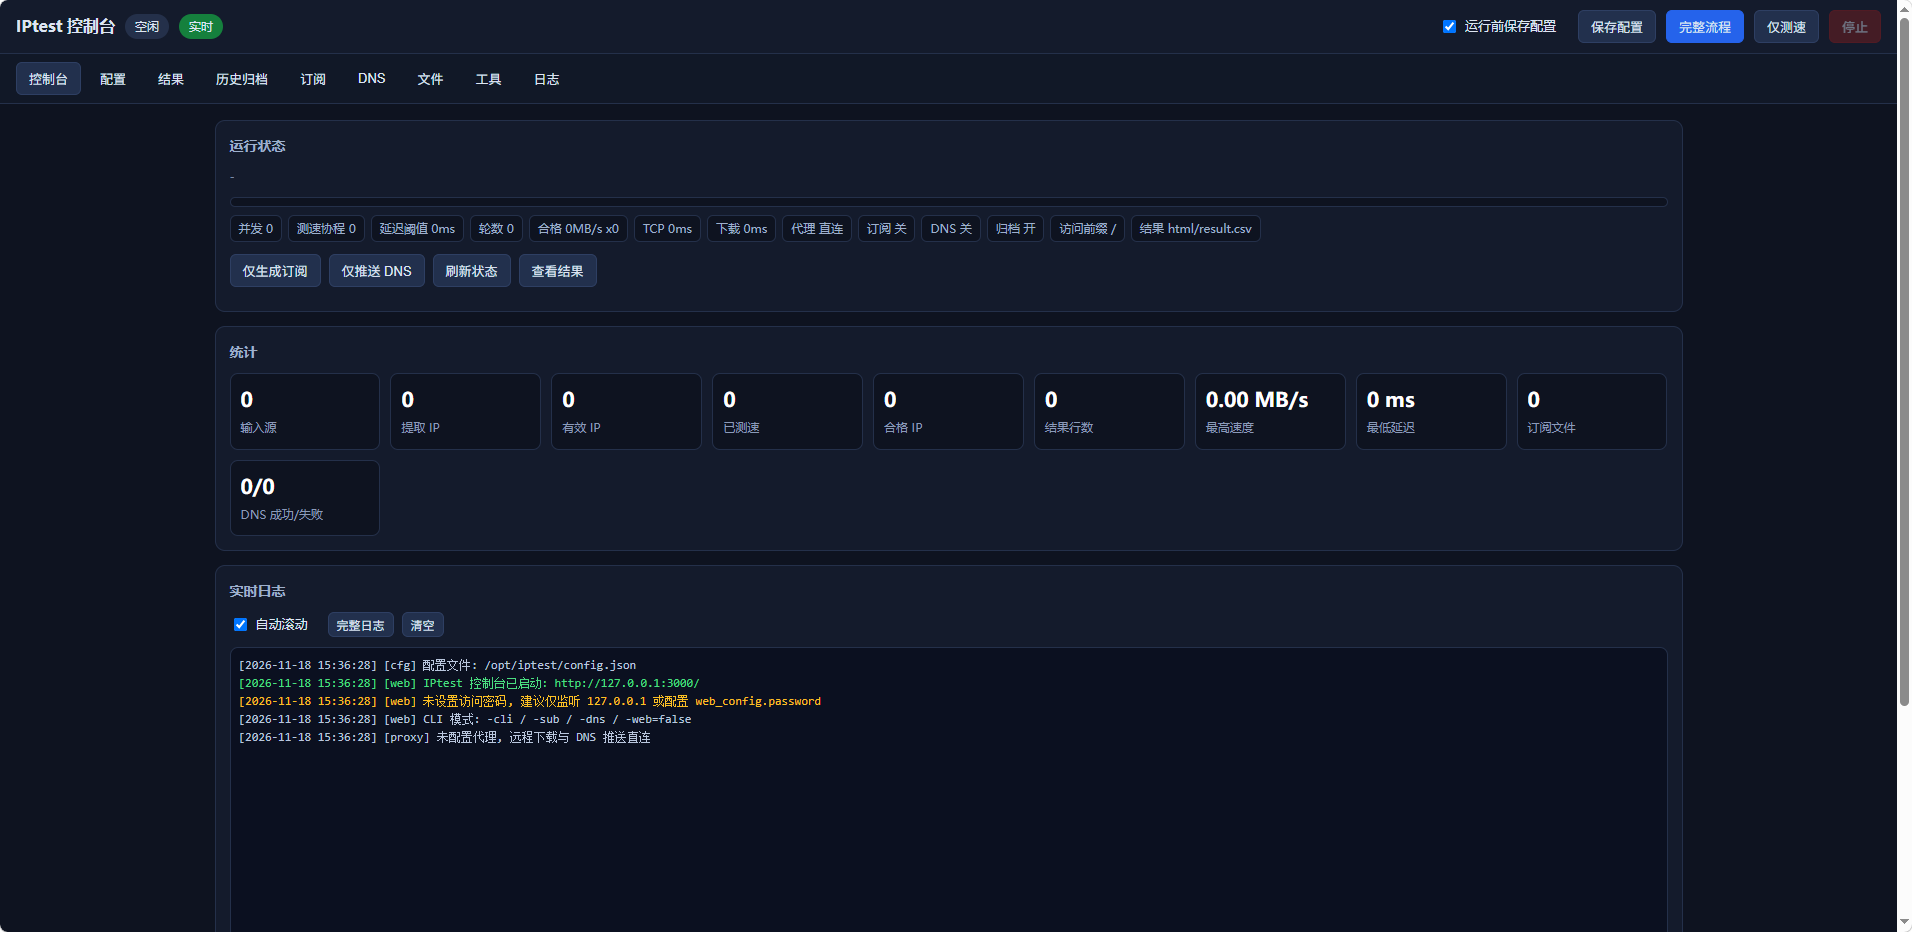 IPtest 控制台 空闲 实时 运行前保存配置 保存配置 完整流程 仅测速 停止
控制台 配置 结果 历史归档 订阅 DNS 文件 工具 日志
运行状态
-
并发 0 测速协程 0 延迟阈值 0ms 轮数 0 合格 0MB/s x0 TCP 0ms 下载 0ms 代理 直连 订阅 关 DNS 关 归档 开 访问前缀 / 结果 html/result.csv
仅生成订阅 仅推送 DNS 刷新状态 查看结果
统计
0 0 0 0 0 0 0.00 MB/s 0 ms 0
输入源 提取 IP 有效 IP 已测速 合格 IP 结果行数 最高速度 最低延迟 订阅文件
0/0
DNS 成功/失败
实时日志
自动滚动 完整日志 清空
[2026-11-18 15:36:28] [cfg] 配置文件: /opt/iptest/config.json
[2026-11-18 15:36:28] [web] IPtest 控制台已启动: http://127.0.0.1:3000/
[2026-11-18 15:36:28] [web] 未设置访问密码, 建议仅监听 127.0.0.1 或配置 web_config.password
[2026-11-18 15:36:28] [web] CLI 模式: -cli / -sub / -dns / -web=false
[2026-11-18 15:36:28] [proxy] 未配置代理, 远程下载与 DNS 推送直连